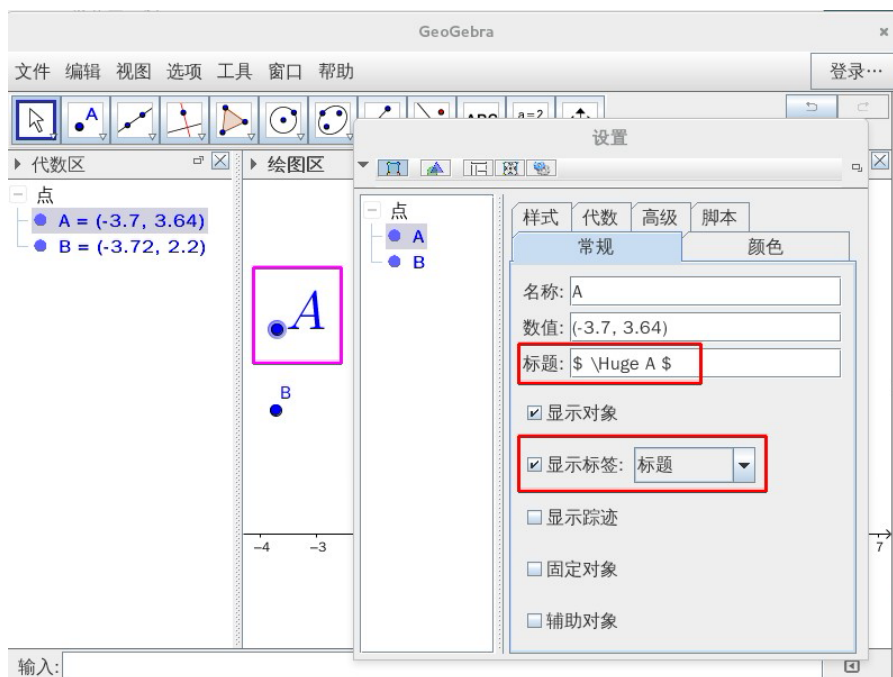 GeoGebra
文件 编辑 视图 选项 工具 窗口 帮助
登录…
A
a=2
代数区
绘图区
点
A = (-3.7, 3.64)
B = (-3.72, 2.2)
A
B
-4 -3
7
输入:
设置
点
A
B
样式 代数 高级 脚本
常规 颜色
名称: A
数值: (-3.7, 3.64)
标题: $ \Huge A $
显示对象
显示标签: 标题
显示踪迹
固定对象
辅助对象